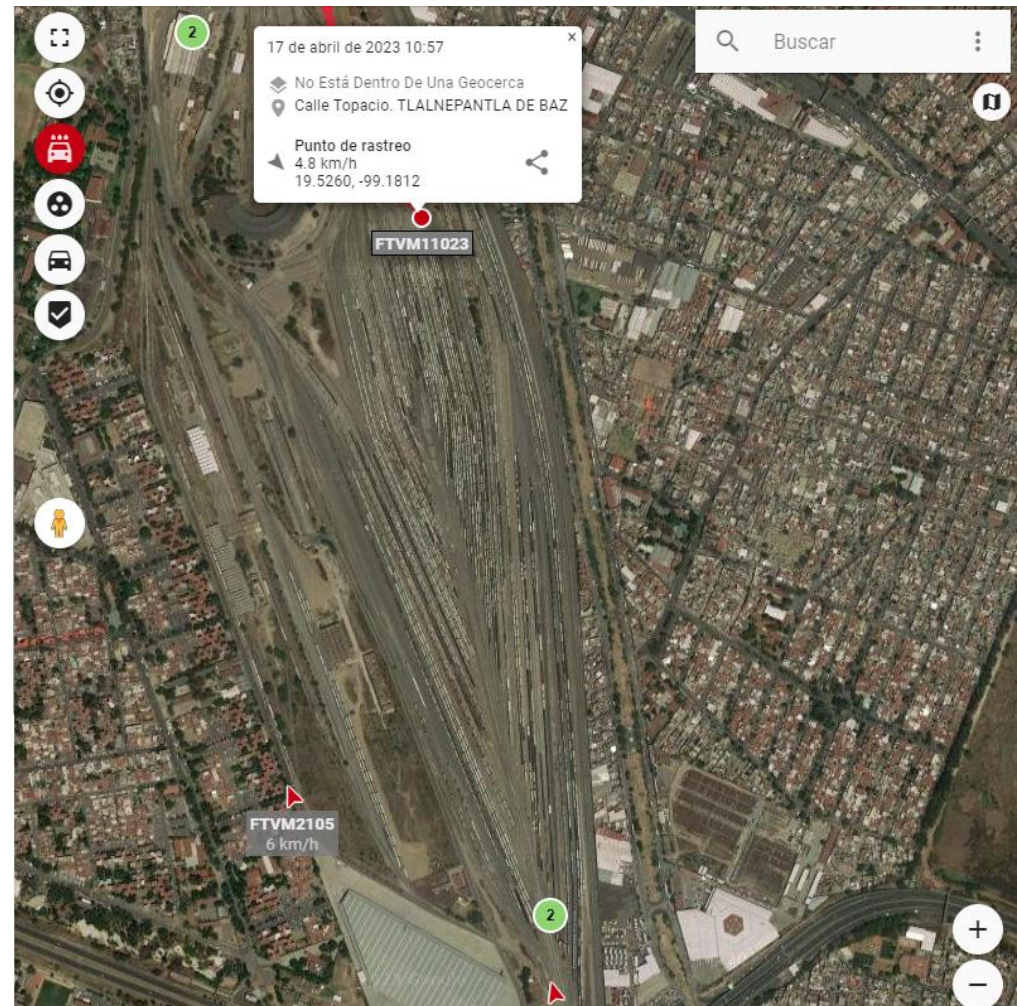 2
17 de abril de 2023 10:57
×
No Está Dentro De Una Geocerca
Calle Topacio. TLALNEPANTLA DE BAZ
Punto de rastreo
4.8 km/h
19.5260, -99.1812
Buscar
FTVM11023
FTVM2105
6 km/h
2
+
−